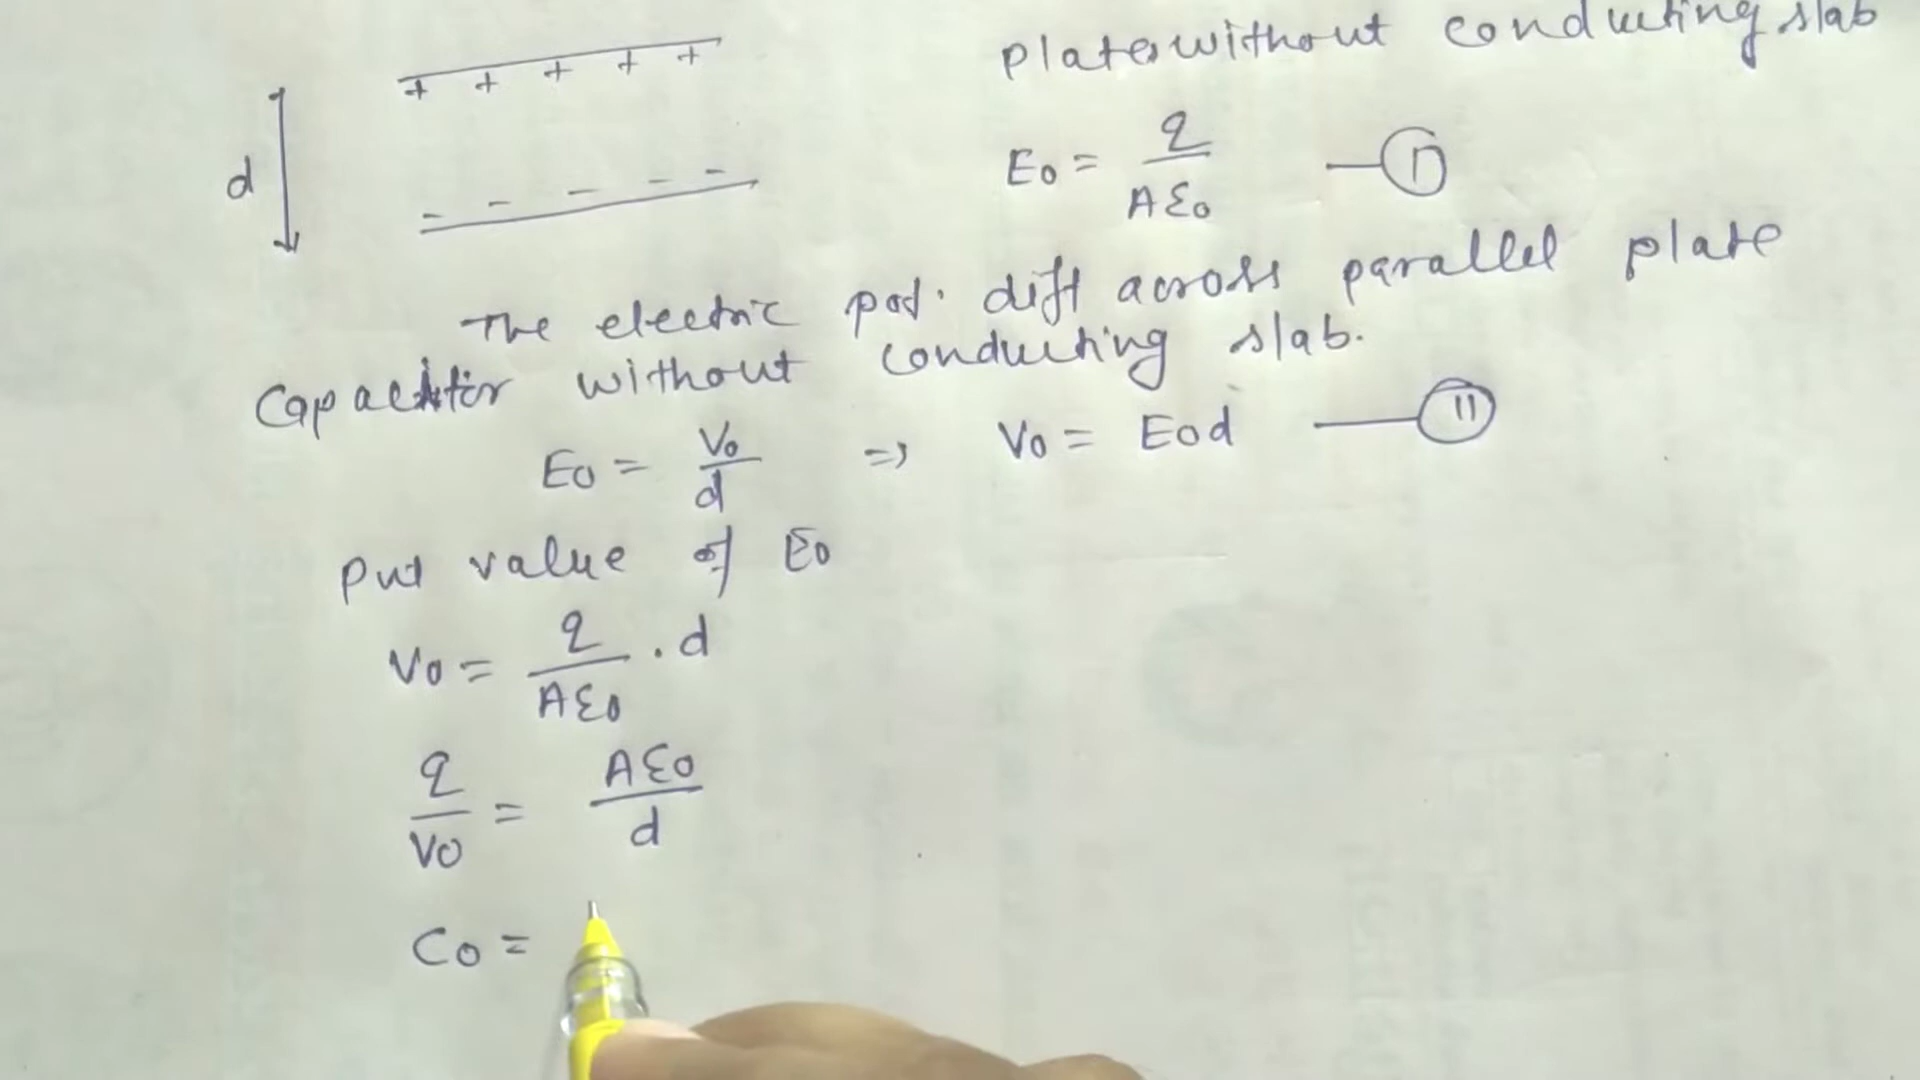 plates without conducting slab
+ + + + +
d
- - - - -
E0 = q/Aε0 — (I)
The electric pot. diff across parallel plate
Capacitor without conducting slab.
E0 = V0/d => V0 = E0d — (II)
Put value of E0
V0 = q/Aε0 . d
q/V0 = Aε0/d
C0 =